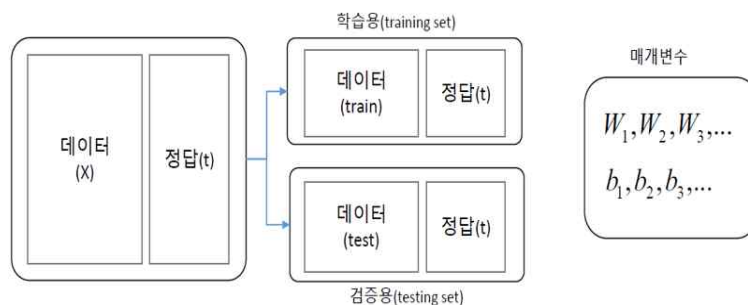 데이터
(X)
정답(t)
학습용(training set)
데이터
(train)
정답(t)
데이터
(test)
정답(t)
검증용(testing set)
매개변수
W₁,W₂,W₃,...
b₁,b₂,b₃,...